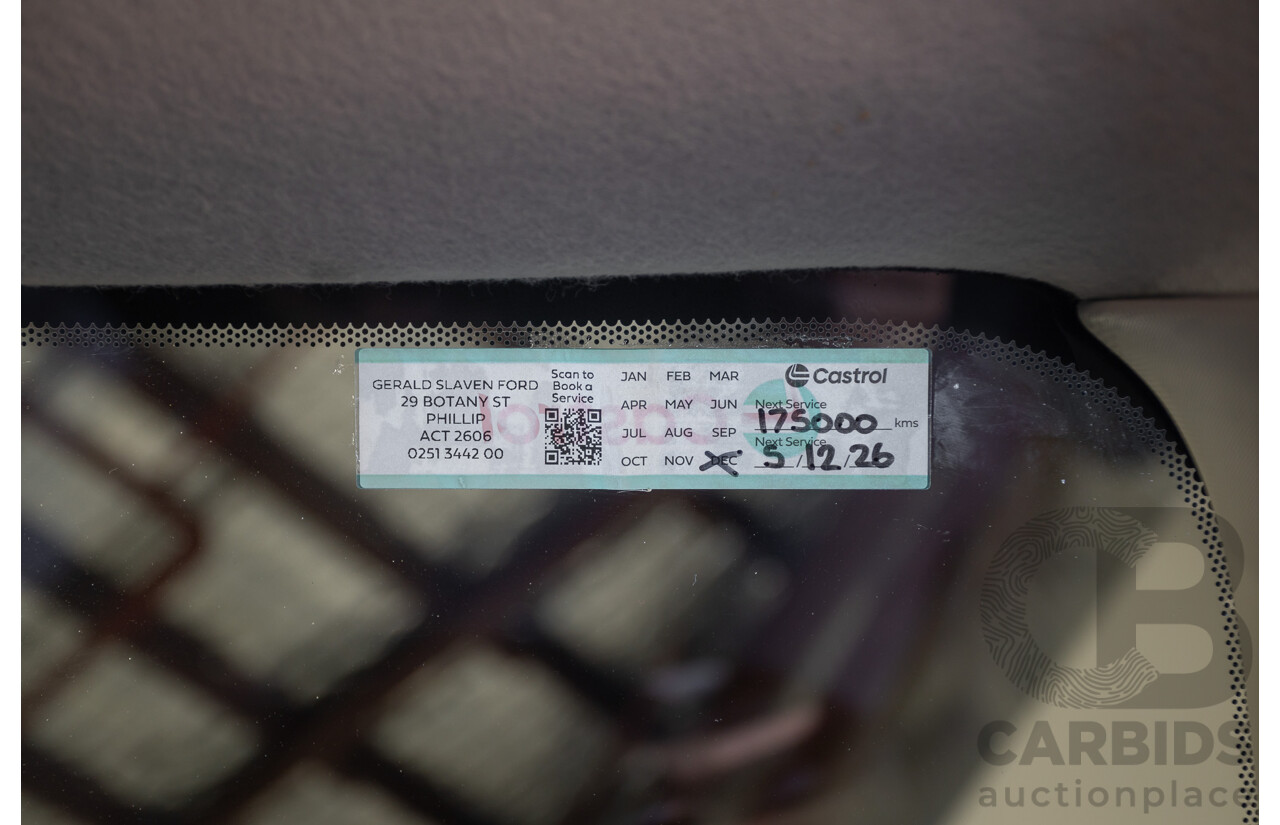 GERALD SLAVEN FORD
29 BOTANY ST
PHILLIP
ACT 2606
0251 3442 00
Scan to
Book a
Service
JAN FEB MAR
APR MAY JUN
JUL AUG SEP
OCT NOV DEC
Castrol
Next Service
175000 kms
Next Service
5/12/26
CARBIDS
auctionplace